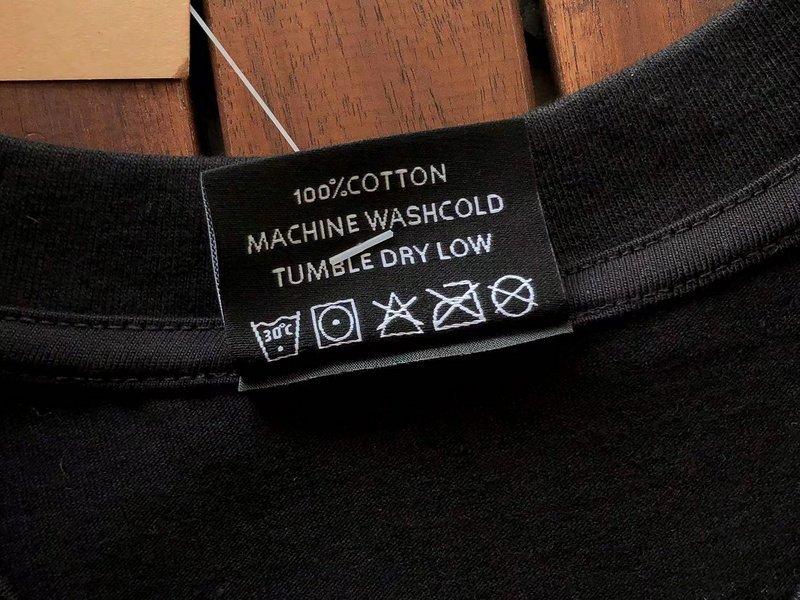 100%COTTON
MACHINE WASHCOLD
TUMBLE DRY LOW
30°C